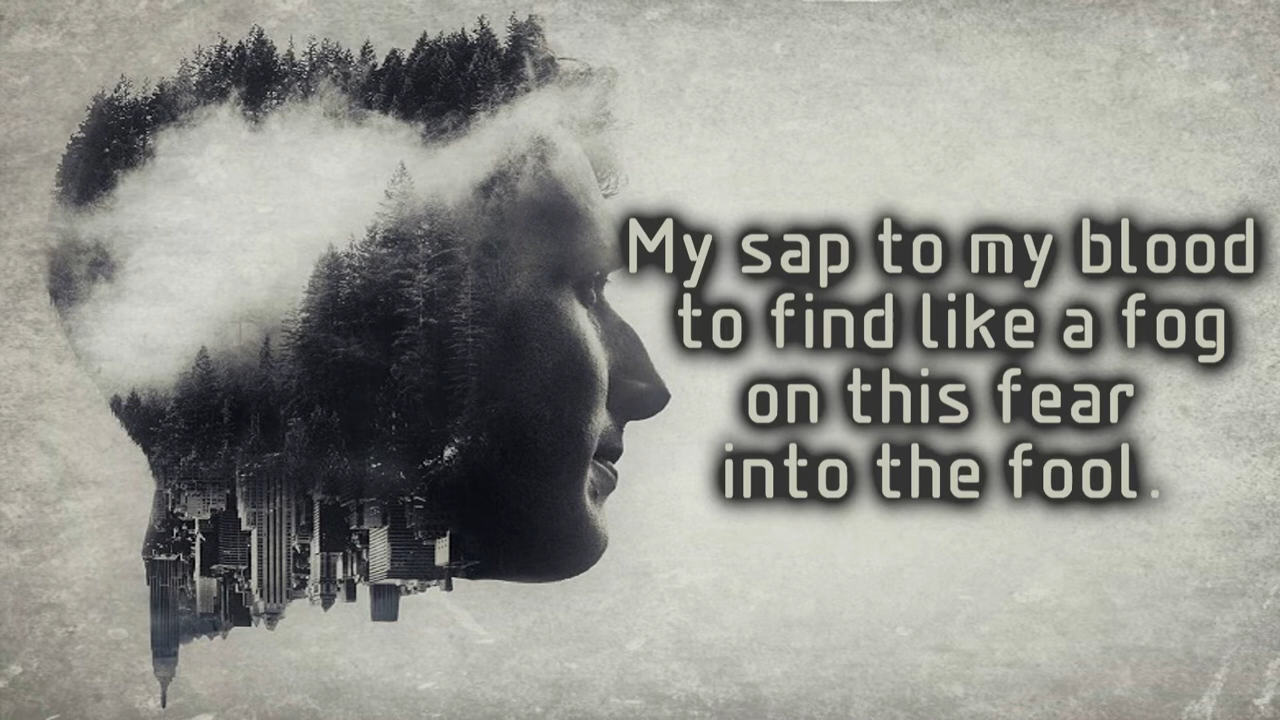 My sap to my blood
to find like a fog
on this fear
into the fool.